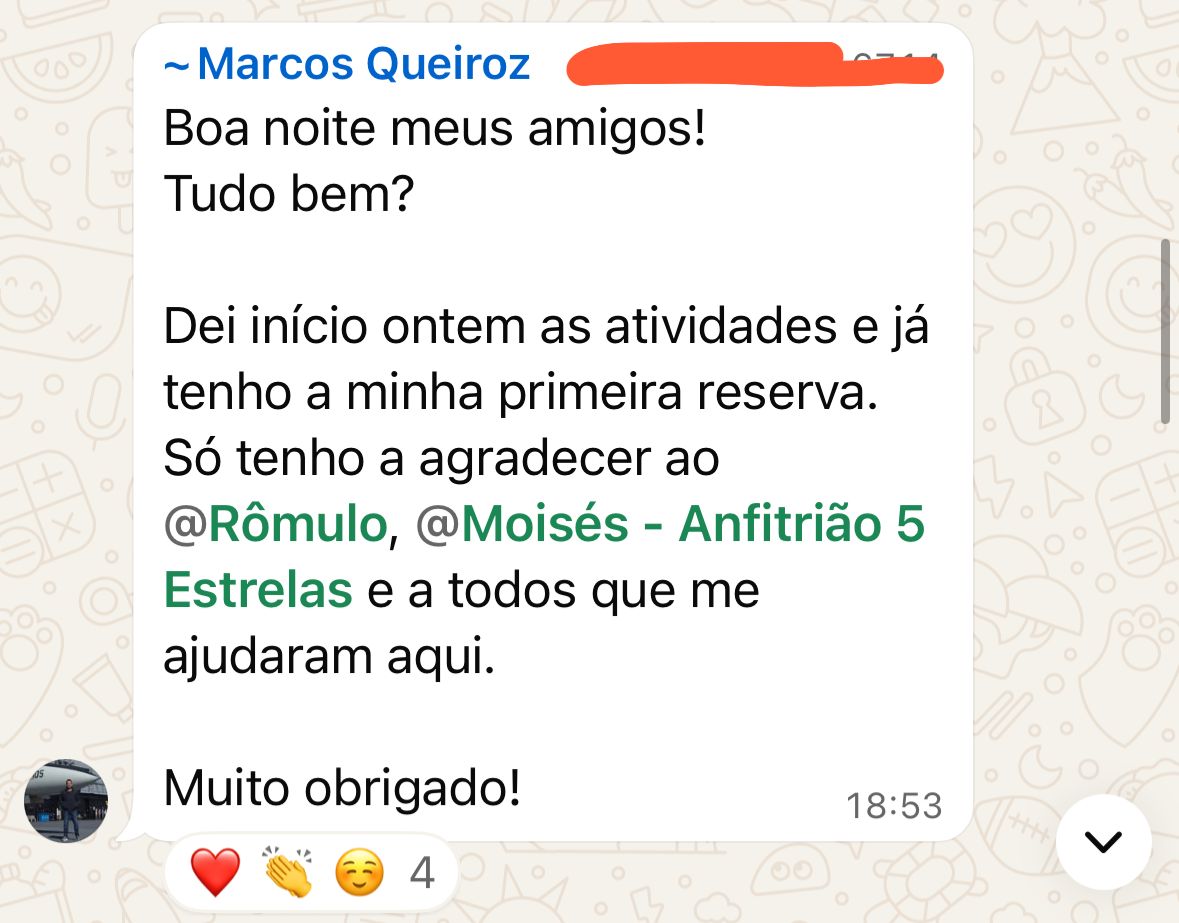 ~Marcos Queiroz
Boa noite meus amigos!
Tudo bem?
Dei início ontem as atividades e já
tenho a minha primeira reserva.
Só tenho a agradecer ao
@Rômulo, @Moisés - Anfitrião 5
Estrelas e a todos que me
ajudaram aqui.
Muito obrigado!
18:53
4